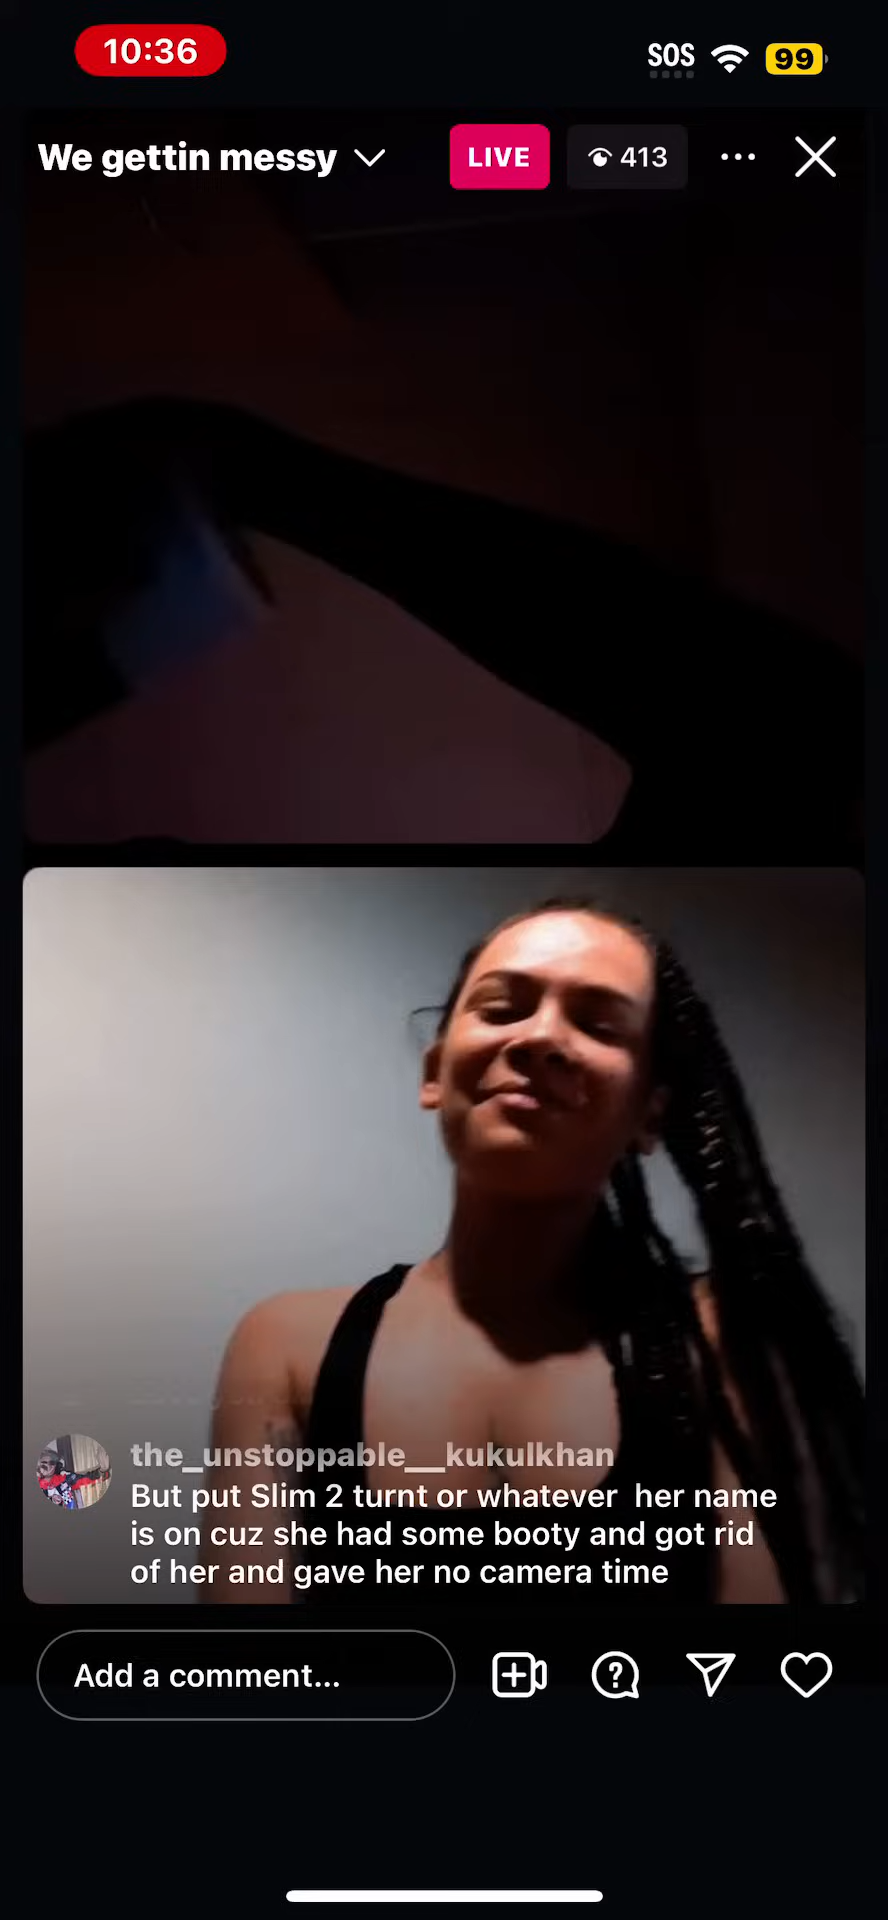 10:36
SOS
99
We gettin messy
LIVE
413
the_unstoppable__kukulkhan
But put Slim 2 turnt or whatever  her name
is on cuz she had some booty and got rid
of her and gave her no camera time
Add a comment...